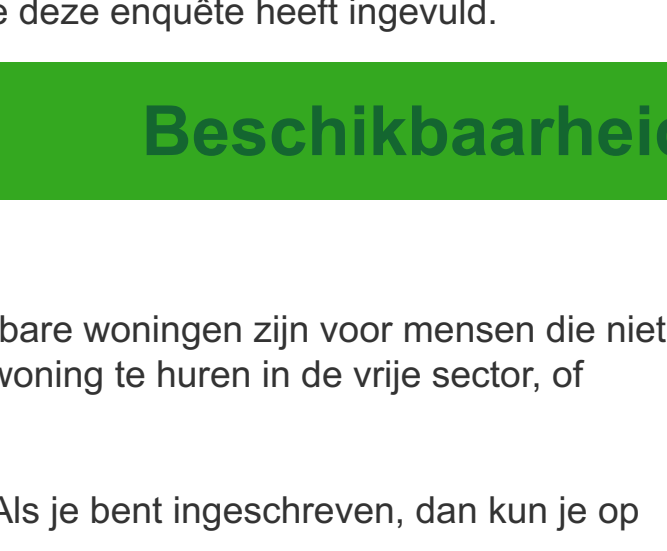 deze enquête heeft ingevuld.
Beschikbaarheid
bare woningen zijn voor mensen die niet
woning te huren in de vrije sector, of
Als je bent ingeschreven, dan kun je op